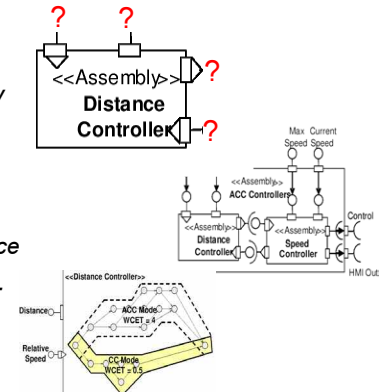 ? ?
<<Assembly>> ?
Distance
Controller ?
y
Max Current
Speed Speed
<<Assembly>>
ACC Controllers
Control
<<Assembly>> <<Assembly>>
Distance Speed
Controller Controller
HMI Out
ce
.
<<Distance Controller>>
Distance
ACC Mode
WCET = 4
Relative
Speed
CC Mode
WCET = 0.5